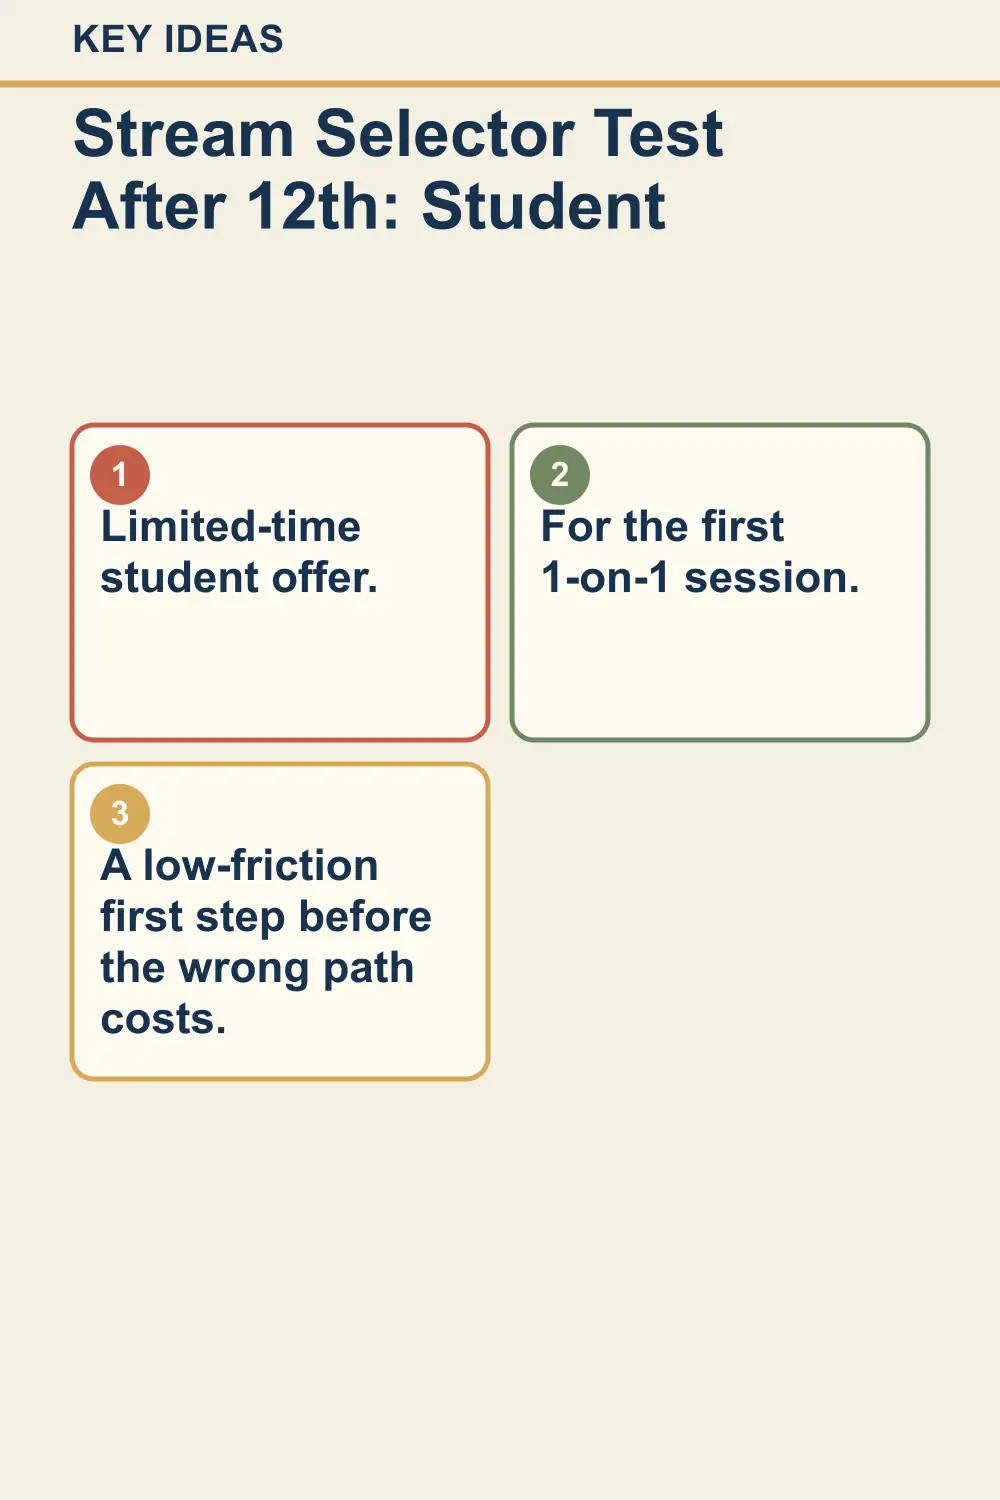 KEY IDEAS
Stream Selector Test
After 12th: Student
1
Limited-time
student offer.
2
For the first
1-on-1 session.
3
A low-friction
first step before
the wrong path
costs.